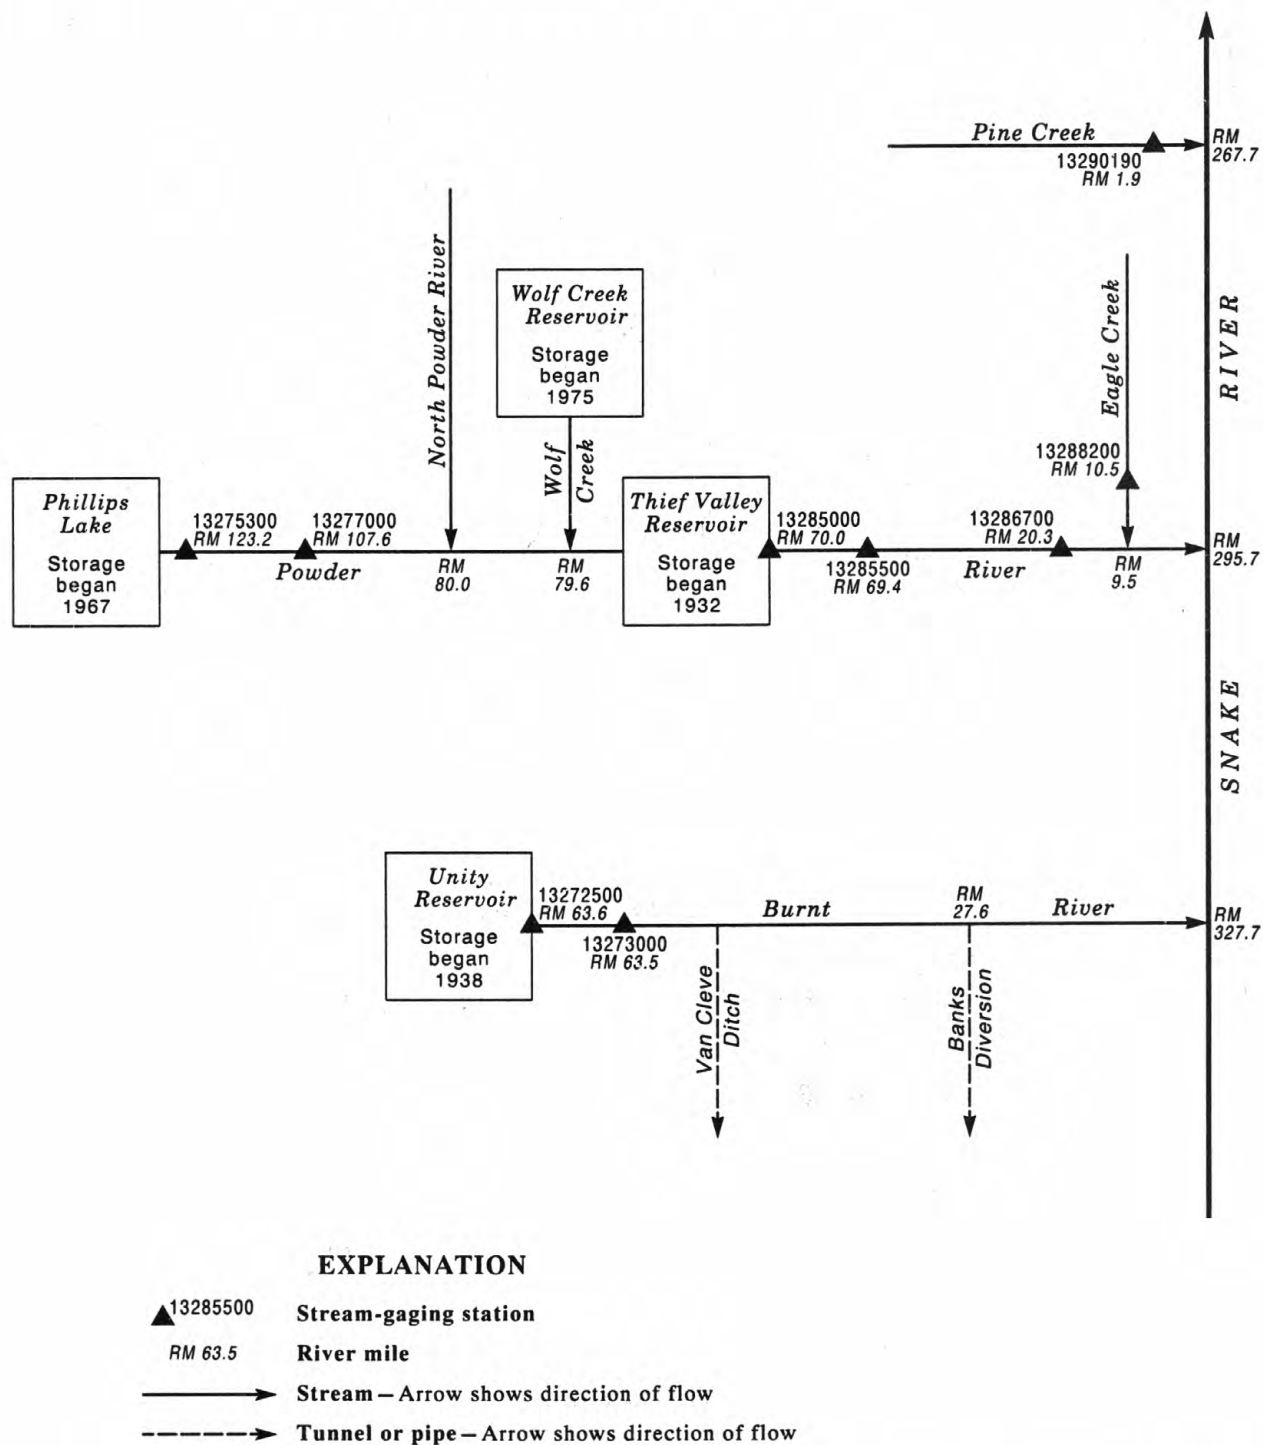 Pine Creek
13290190
RM 1.9
RM
267.7
North Powder River
Wolf Creek
Reservoir
Storage
began
1975
Wolf
Creek
Eagle Creek
13288200
RM 10.5
RIVER
Phillips
Lake
Storage
began
1967
13275300
RM 123.2
13277000
RM 107.6
Powder
RM
80.0
RM
79.6
Thief Valley
Reservoir
Storage
began
1932
13285000
RM 70.0
13285500
RM 69.4
13286700
RM 20.3
River
RM
9.5
RM
295.7
SNAKE
Unity
Reservoir
Storage
began
1938
13272500
RM 63.6
13273000
RM 63.5
Burnt
RM
27.6
River
RM
327.7
Van Cleve
Ditch
Banks
Diversion
EXPLANATION
13285500 Stream-gaging station
RM 63.5 River mile
Stream—Arrow shows direction of flow
Tunnel or pipe—Arrow shows direction of flow